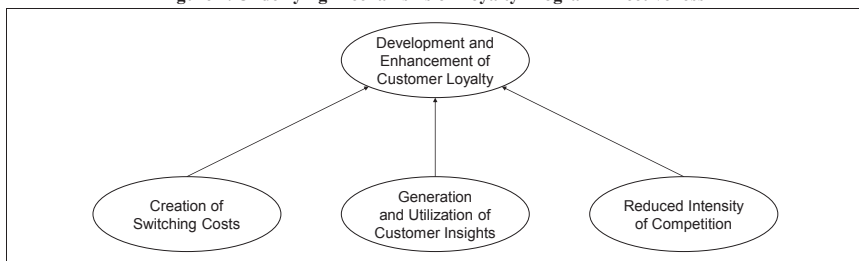 Development and
Enhancement of
Customer Loyalty
Creation of
Switching Costs
Generation
and Utilization of
Customer Insights
Reduced Intensity
of Competition